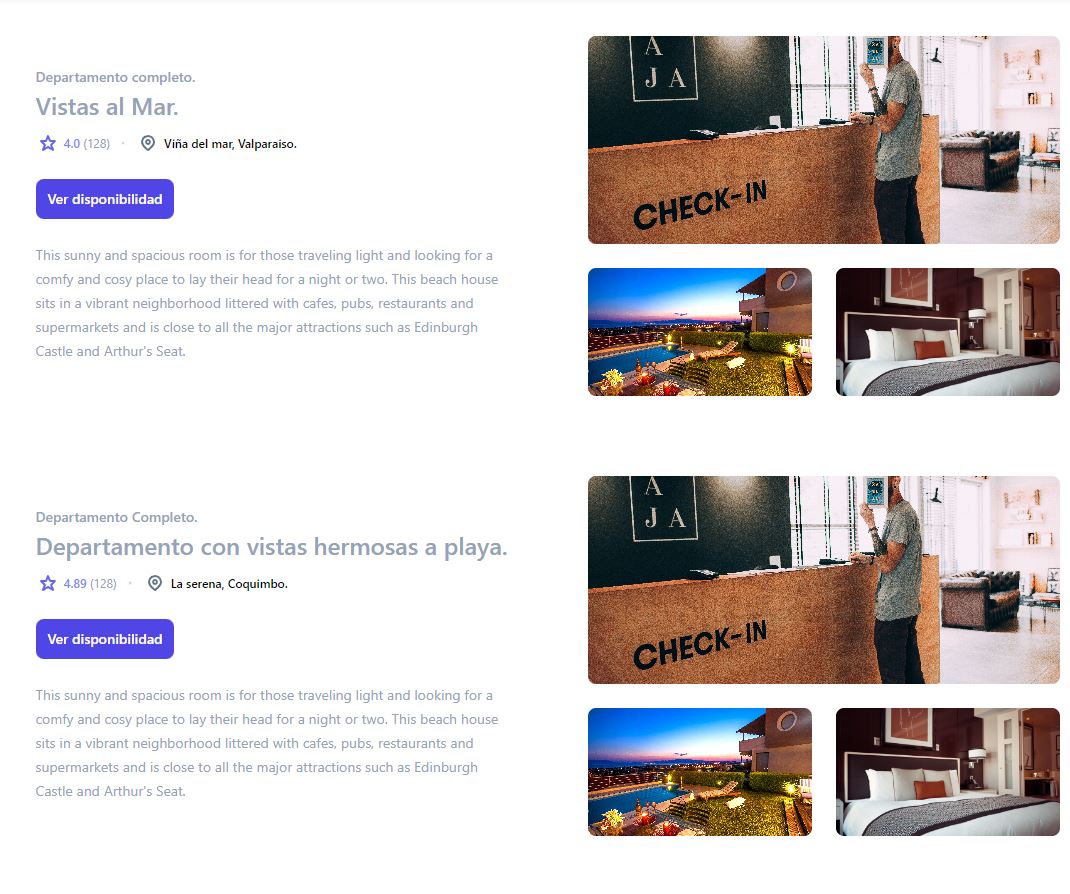 Departamento completo.
Vistas al Mar.
4.0 (128) · Viña del mar, Valparaiso.
Ver disponibilidad
This sunny and spacious room is for those traveling light and looking for a
comfy and cosy place to lay their head for a night or two. This beach house
sits in a vibrant neighborhood littered with cafes, pubs, restaurants and
supermarkets and is close to all the major attractions such as Edinburgh
Castle and Arthur's Seat.
A
J A
CHECK-IN
Departamento Completo.
Departamento con vistas hermosas a playa.
4.89 (128) · La serena, Coquimbo.
Ver disponibilidad
This sunny and spacious room is for those traveling light and looking for a
comfy and cosy place to lay their head for a night or two. This beach house
sits in a vibrant neighborhood littered with cafes, pubs, restaurants and
supermarkets and is close to all the major attractions such as Edinburgh
Castle and Arthur's Seat.
A
J A
CHECK-IN